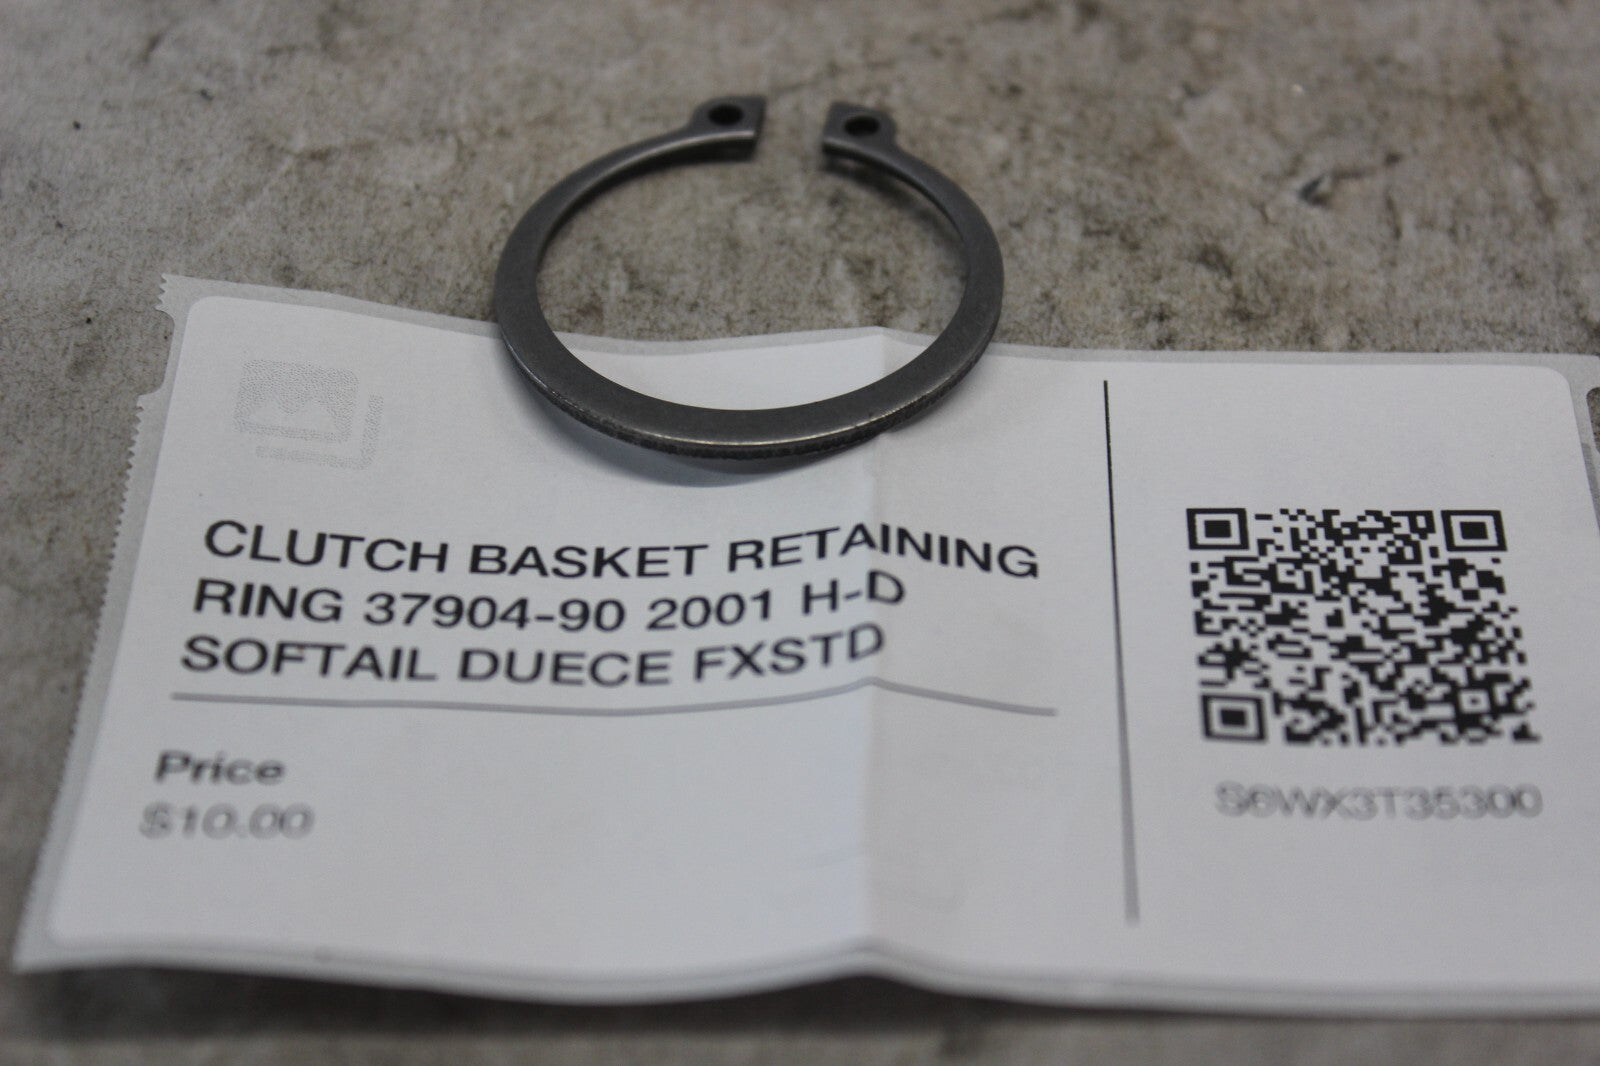 CLUTCH BASKET RETAINING
RING 37904-90 2001 H-D
SOFTAIL DUECE FXSTD
Price
$10.00
S6WX3T35300